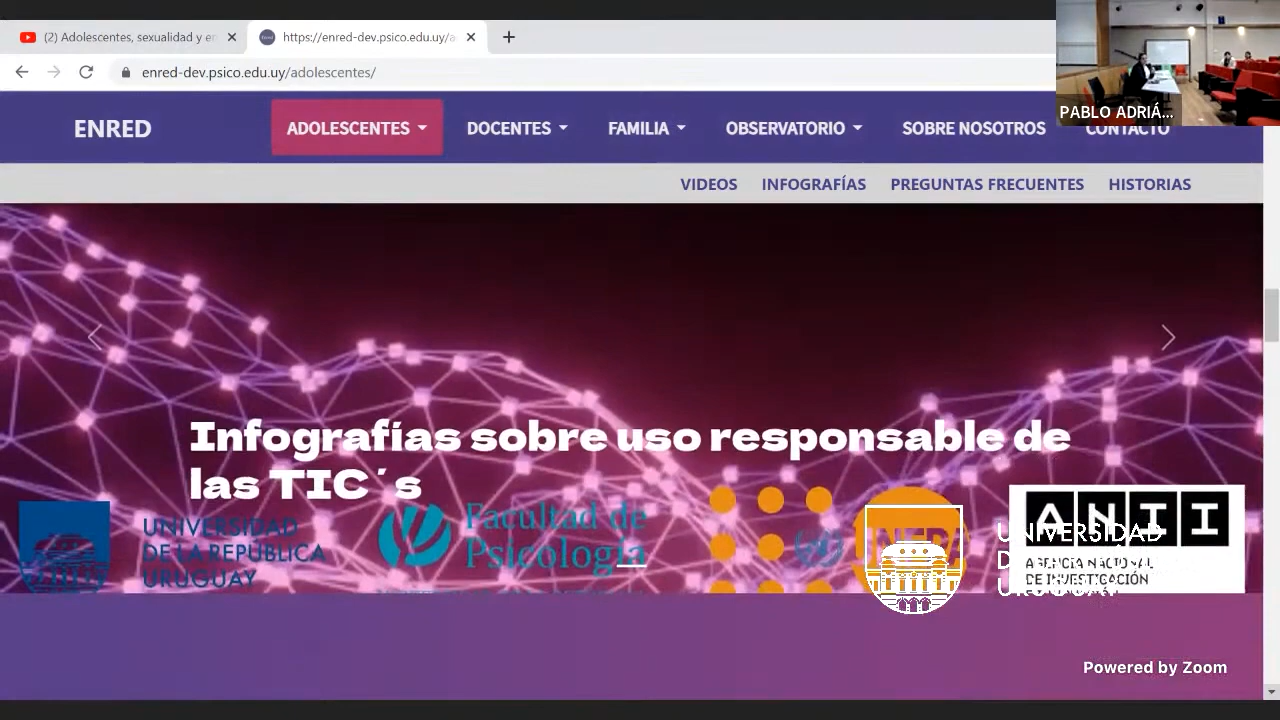 (2) Adolescentes, sexualidad y en
https://enred-dev.psico.edu.uy/a
enred-dev.psico.edu.uy/adolescentes/
PABLO ADRIÁ...
ENRED
ADOLESCENTES
DOCENTES
FAMILIA
OBSERVATORIO
SOBRE NOSOTROS
CONTACTO
VIDEOS
INFOGRAFÍAS
PREGUNTAS FRECUENTES
HISTORIAS
Infografías sobre uso responsable de
las TIC´s
UNIVERSIDAD
DE LA REPÚBLICA
URUGUAY
Facultad de
Psicología
ANII
AGENCIA NACIONAL
DE INVESTIGACIÓN
UNIVERSIDAD
Powered by Zoom